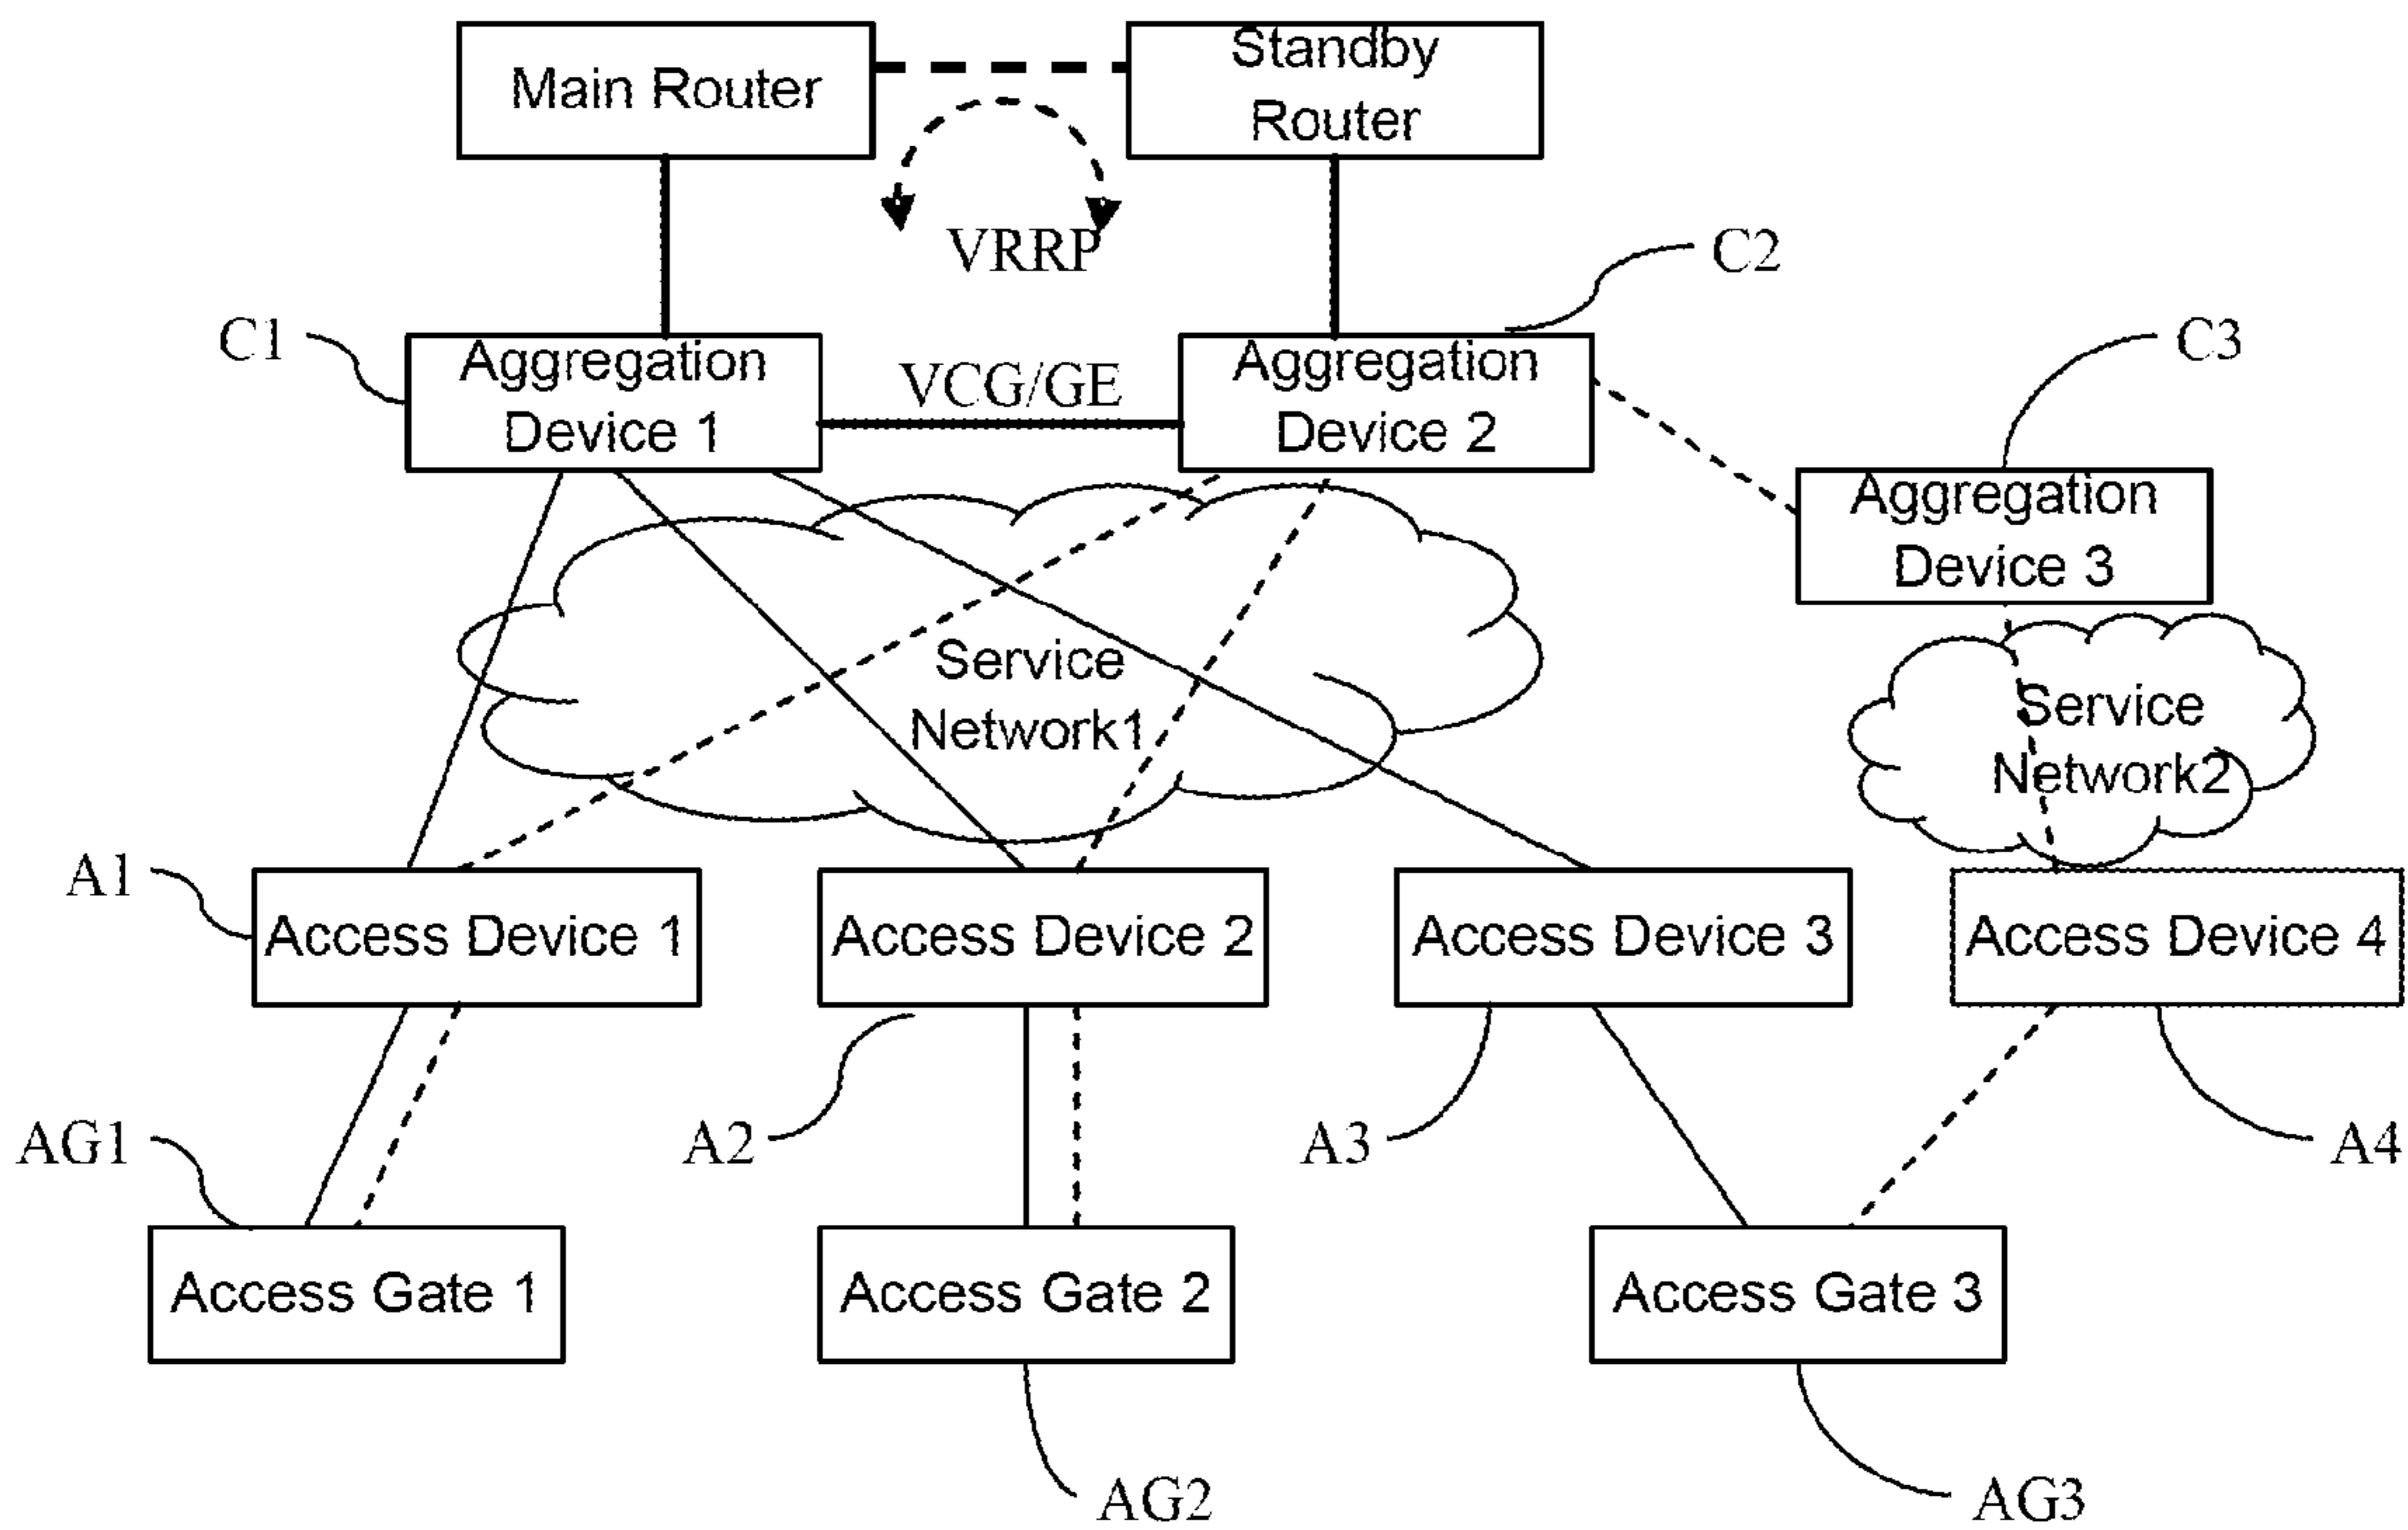 Standby
Main Router
Router
VRRP
C2
C1
C3
Aggregation
Device 1
VCG/GE
Aggregation
Device 2
Aggregation
Device 3
Service
Network1
Service
Network2
A1
Access Device 1
Access Device 2
Access Device 3
Access Device 4
AG1
A2
A3
A4
Access Gate 1
Access Gate 2
Access Gate 3
AG2
AG3